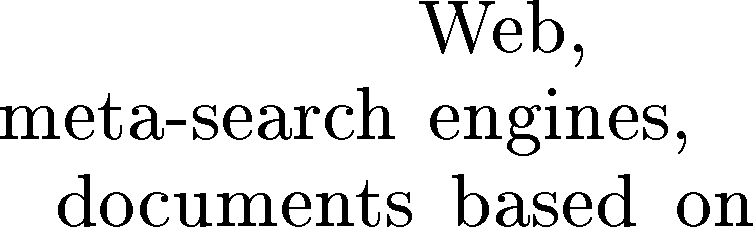 Web,
meta-search engines,
documents based on